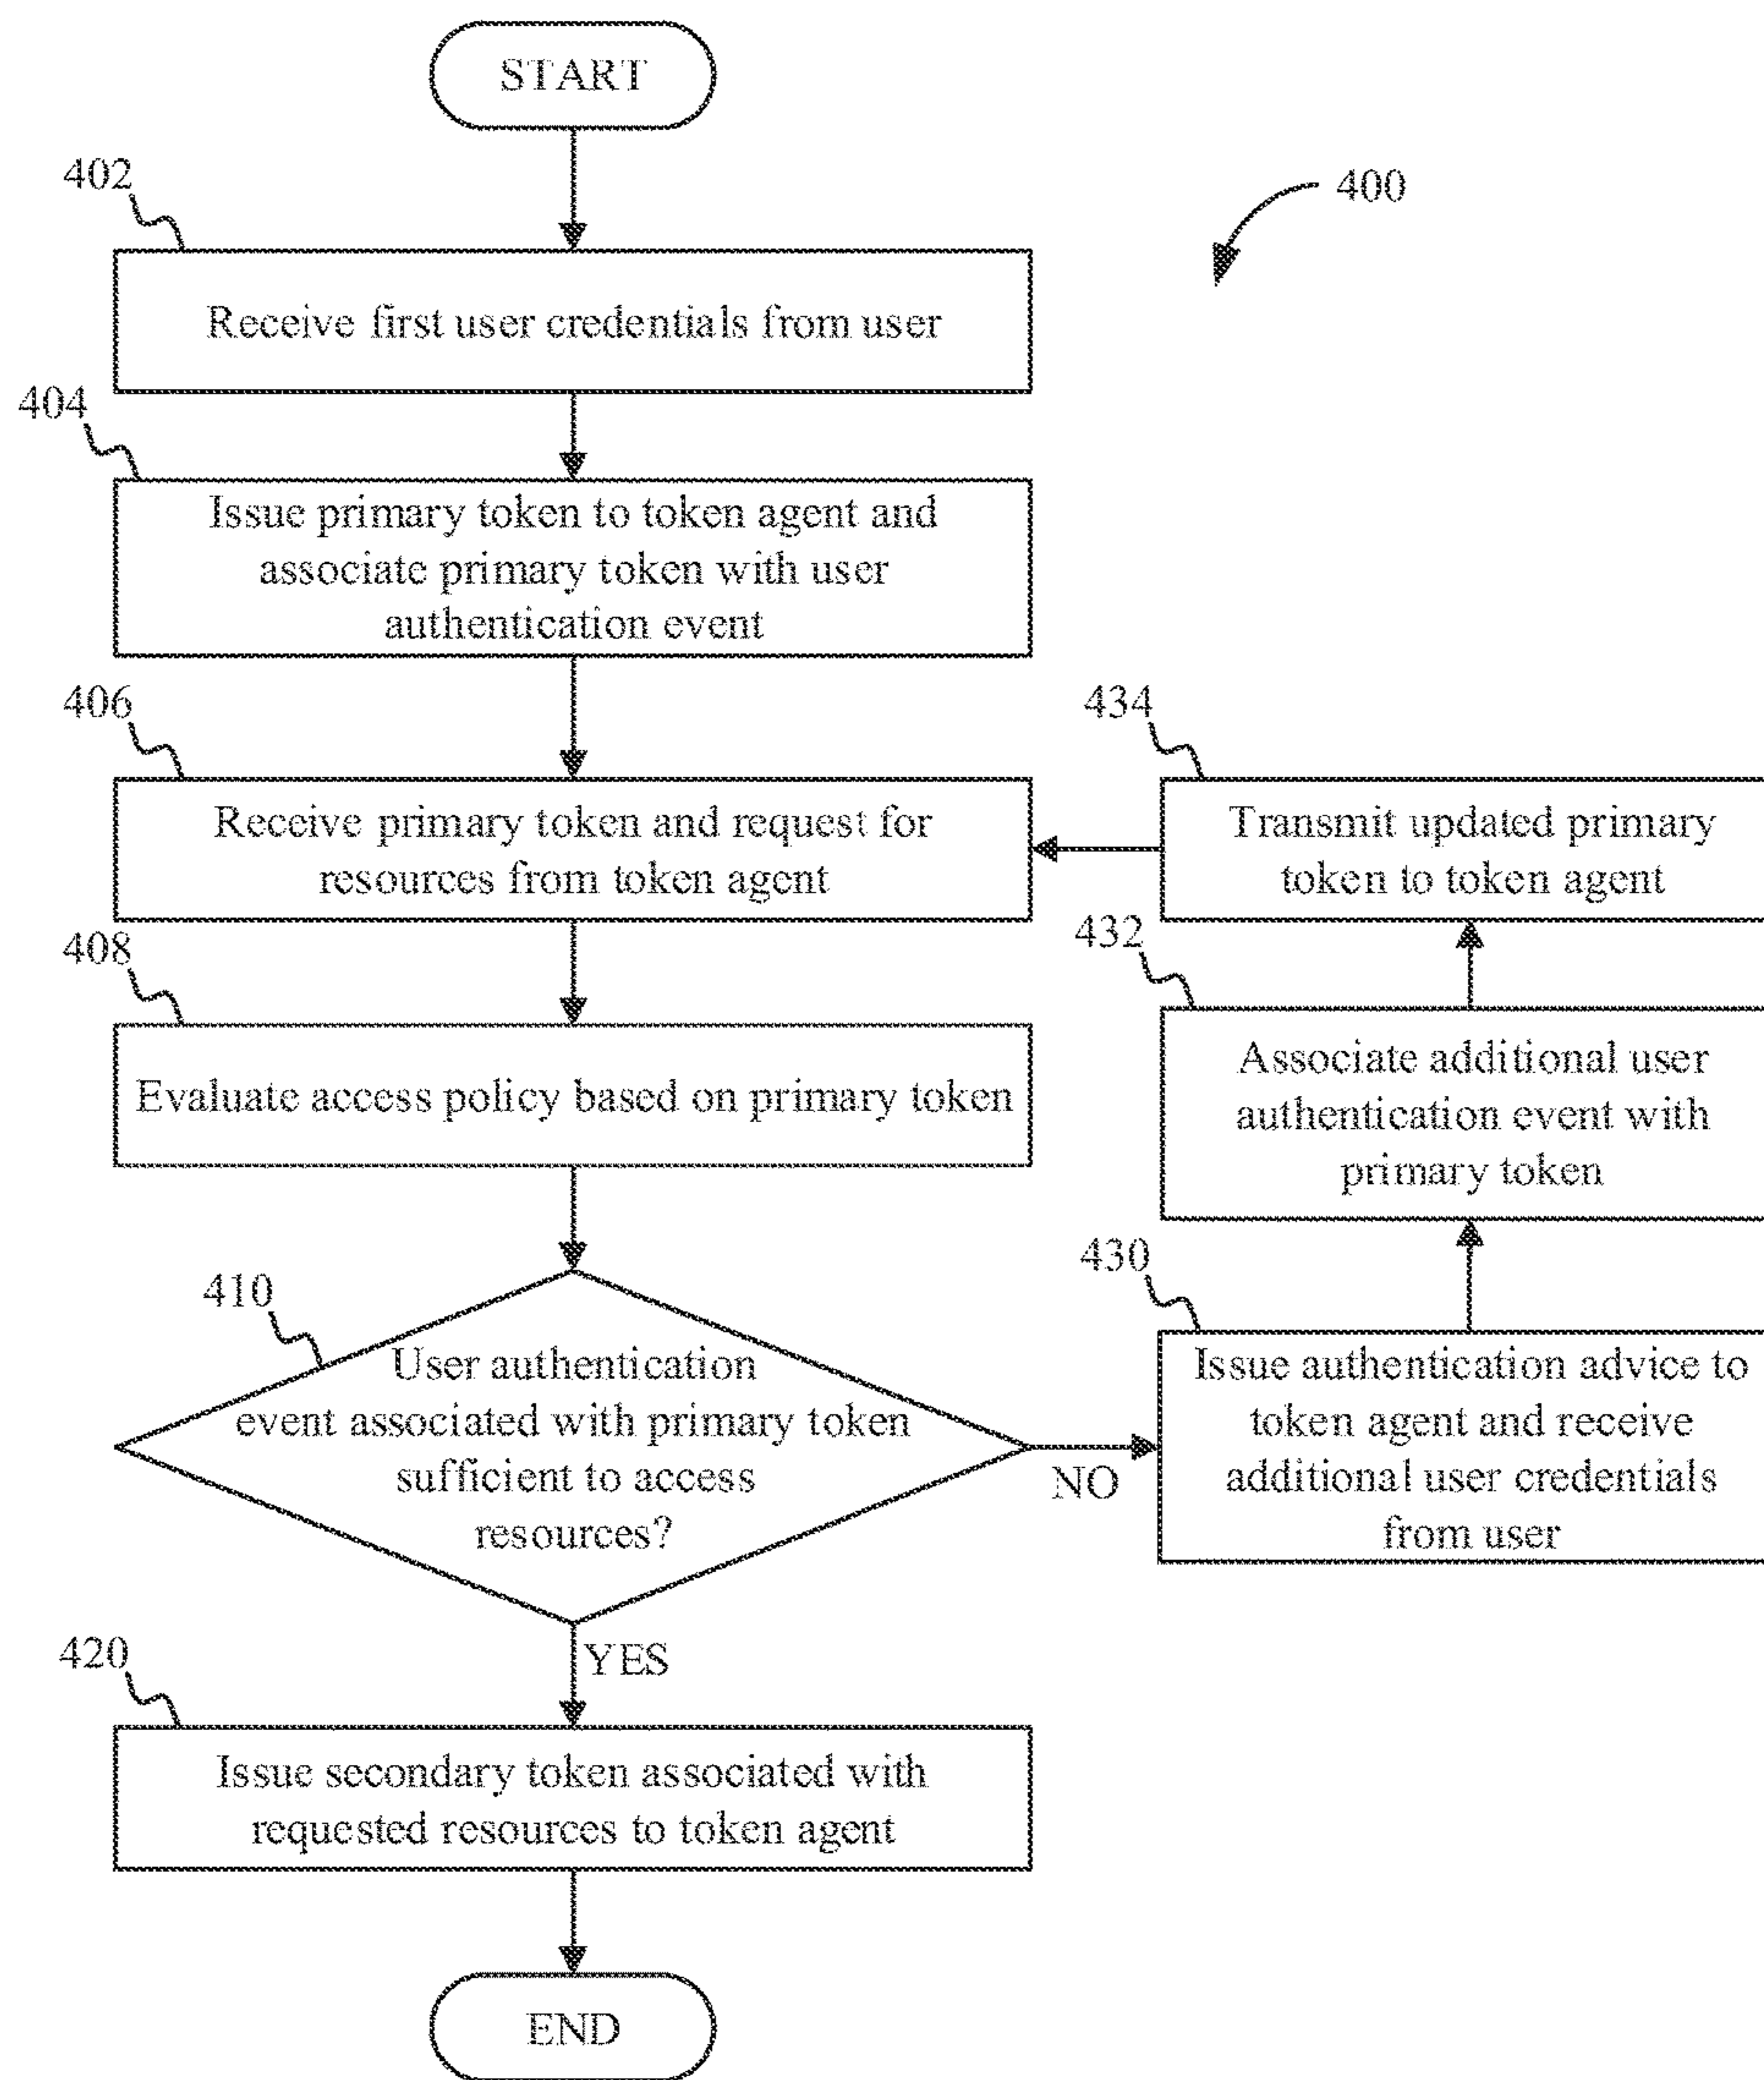 START
402
400
Receive first user credentials from user
404
Issue primary token to token agent and
associate primary token with user
authentication event
406
434
Receive primary token and request for
resources from token agent
Transmit updated primary
token to token agent
408
432
Evaluate access policy based on primary token
Associate additional user
authentication event with
primary token
410
430
User authentication
event associated with primary token
sufficient to access
resources?
NO
Issue authentication advice to
token agent and receive
additional user credentials
from user
YES
420
Issue secondary token associated with
requested resources to token agent
END